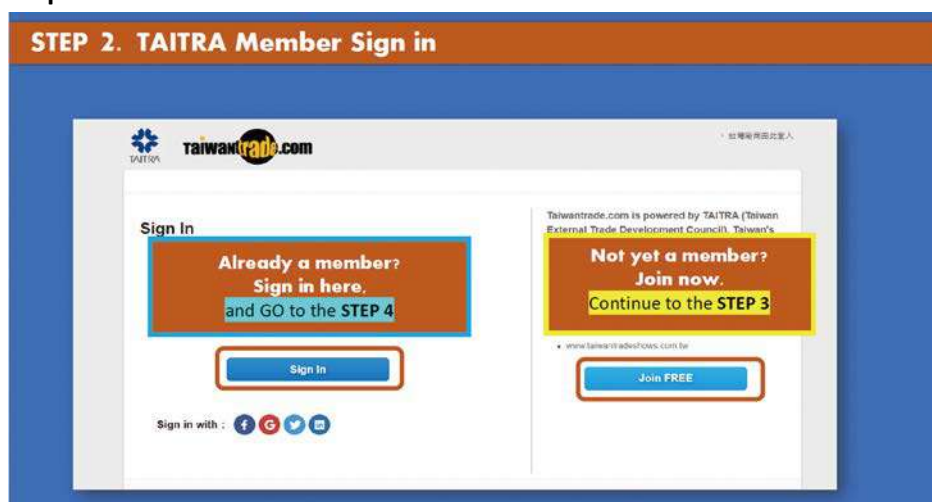 STEP 2. TAITRA Member Sign in
TAITRA
Taiwantrade.com
Sign In
Already a member?
Sign in here,
and GO to the STEP 4
Sign In
Sign in with :
Taiwantrade.com is powered by TAITRA (Taiwan
External Trade Development Council), Taiwan's
Not yet a member?
Join now.
Continue to the STEP 3
• www.taiwantradeshows.com.tw
Join FREE